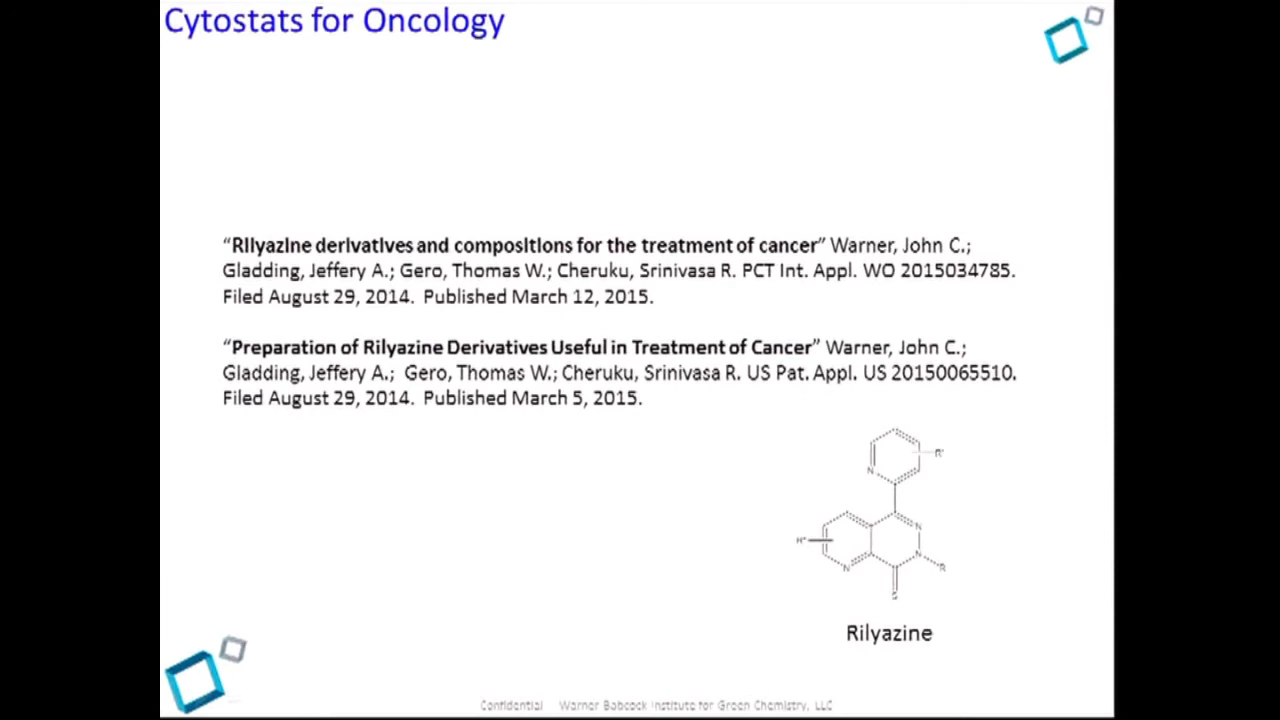 Cytostats for Oncology
“Rilyazine derivatives and compositions for the treatment of cancer” Warner, John C.;
Gladding, Jeffery A.; Gero, Thomas W.; Cheruku, Srinivasa R. PCT Int. Appl. WO 2015034785.
Filed August 29, 2014. Published March 12, 2015.
“Preparation of Rilyazine Derivatives Useful in Treatment of Cancer” Warner, John C.;
Gladding, Jeffery A.; Gero, Thomas W.; Cheruku, Srinivasa R. US Pat. Appl. US 20150065510.
Filed August 29, 2014. Published March 5, 2015.
R'
N
N
R"
N
N
R
Rilyazine
Confidential Warner Babcock Institute for Green Chemistry, LLC